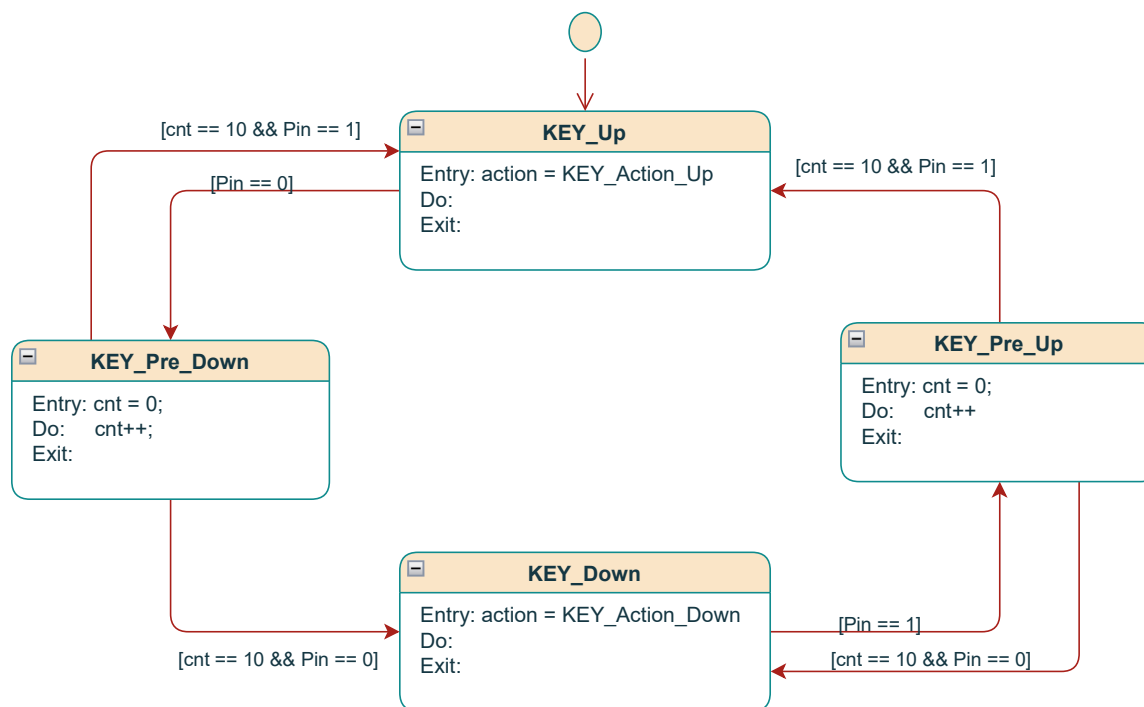 [cnt == 10 && Pin == 1]
KEY_Up
Entry: action = KEY_Action_Up
Do:
Exit:
[Pin == 0]
[cnt == 10 && Pin == 1]
KEY_Pre_Down
Entry: cnt = 0;
Do: cnt++;
Exit:
KEY_Pre_Up
Entry: cnt = 0;
Do: cnt++
Exit:
KEY_Down
Entry: action = KEY_Action_Down
Do:
Exit:
[cnt == 10 && Pin == 0]
[Pin == 1]
[cnt == 10 && Pin == 0]